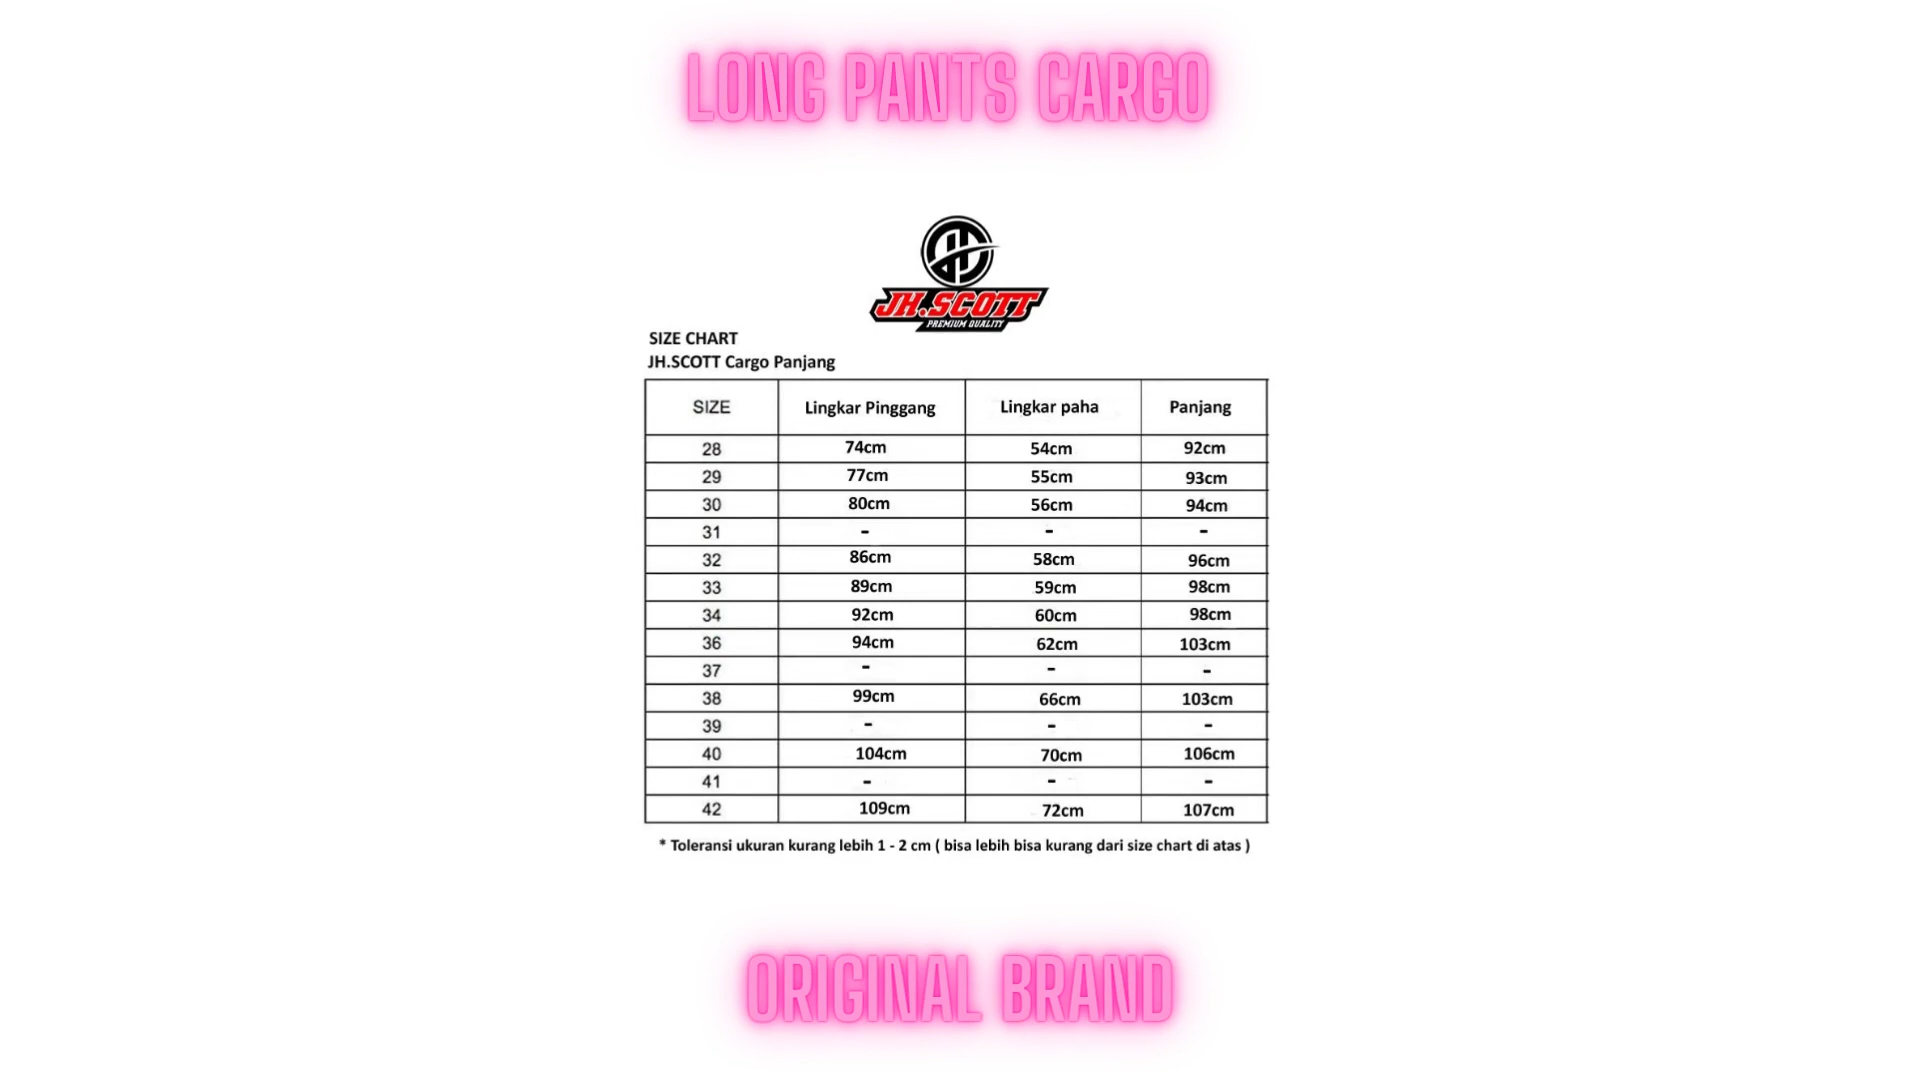 LONG PANTS CARGO
JH.SCOTT
PREMIUM QUALITY
SIZE CHART
JH.SCOTT Cargo Panjang
SIZE Lingkar Pinggang Lingkar paha Panjang
28 74cm 54cm 92cm
29 77cm 55cm 93cm
30 80cm 56cm 94cm
31 - - -
32 86cm 58cm 96cm
33 89cm 59cm 98cm
34 92cm 60cm 98cm
36 94cm 62cm 103cm
37 - - -
38 99cm 66cm 103cm
39 - - -
40 104cm 70cm 106cm
41 - - -
42 109cm 72cm 107cm
* Toleransi ukuran kurang lebih 1 - 2 cm ( bisa lebih bisa kurang dari size chart di atas )
ORIGINAL BRAND